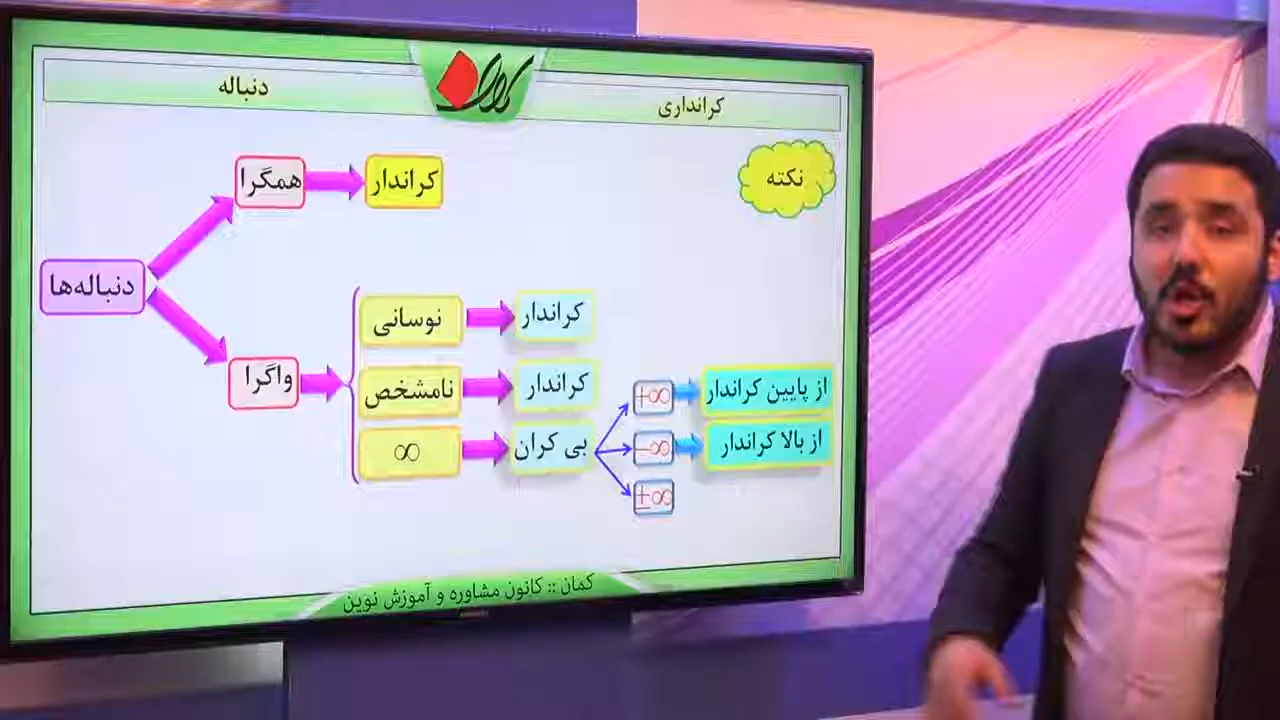 کرانداری
دنباله
نکته
دنباله‌ها
همگرا
کراندار
واگرا
نوسانی
کراندار
نامشخص
کراندار
∞
بی کران
+∞
از پایین کراندار
−∞
از بالا کراندار
±∞
کمان :: کانون مشاوره و آموزش نوین